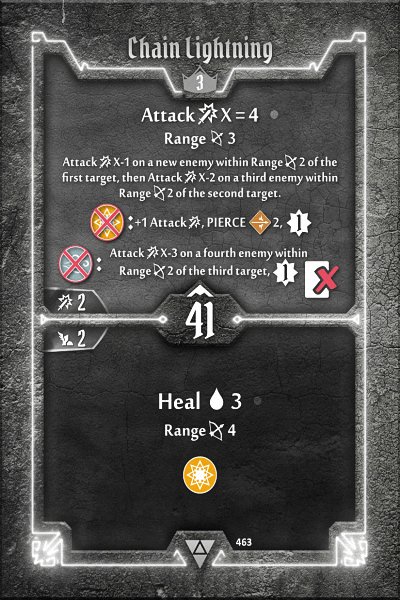 Chain Lightning
3
Attack X = 4
Range 3
Attack X-1 on a new enemy within Range 2 of the
first target, then Attack X-2 on a third enemy within
Range 2 of the second target.
: +1 Attack, PIERCE 2, 1
: Attack X-3 on a fourth enemy within
Range 2 of the third target, 1
2
41
2
Heal 3
Range 4
463